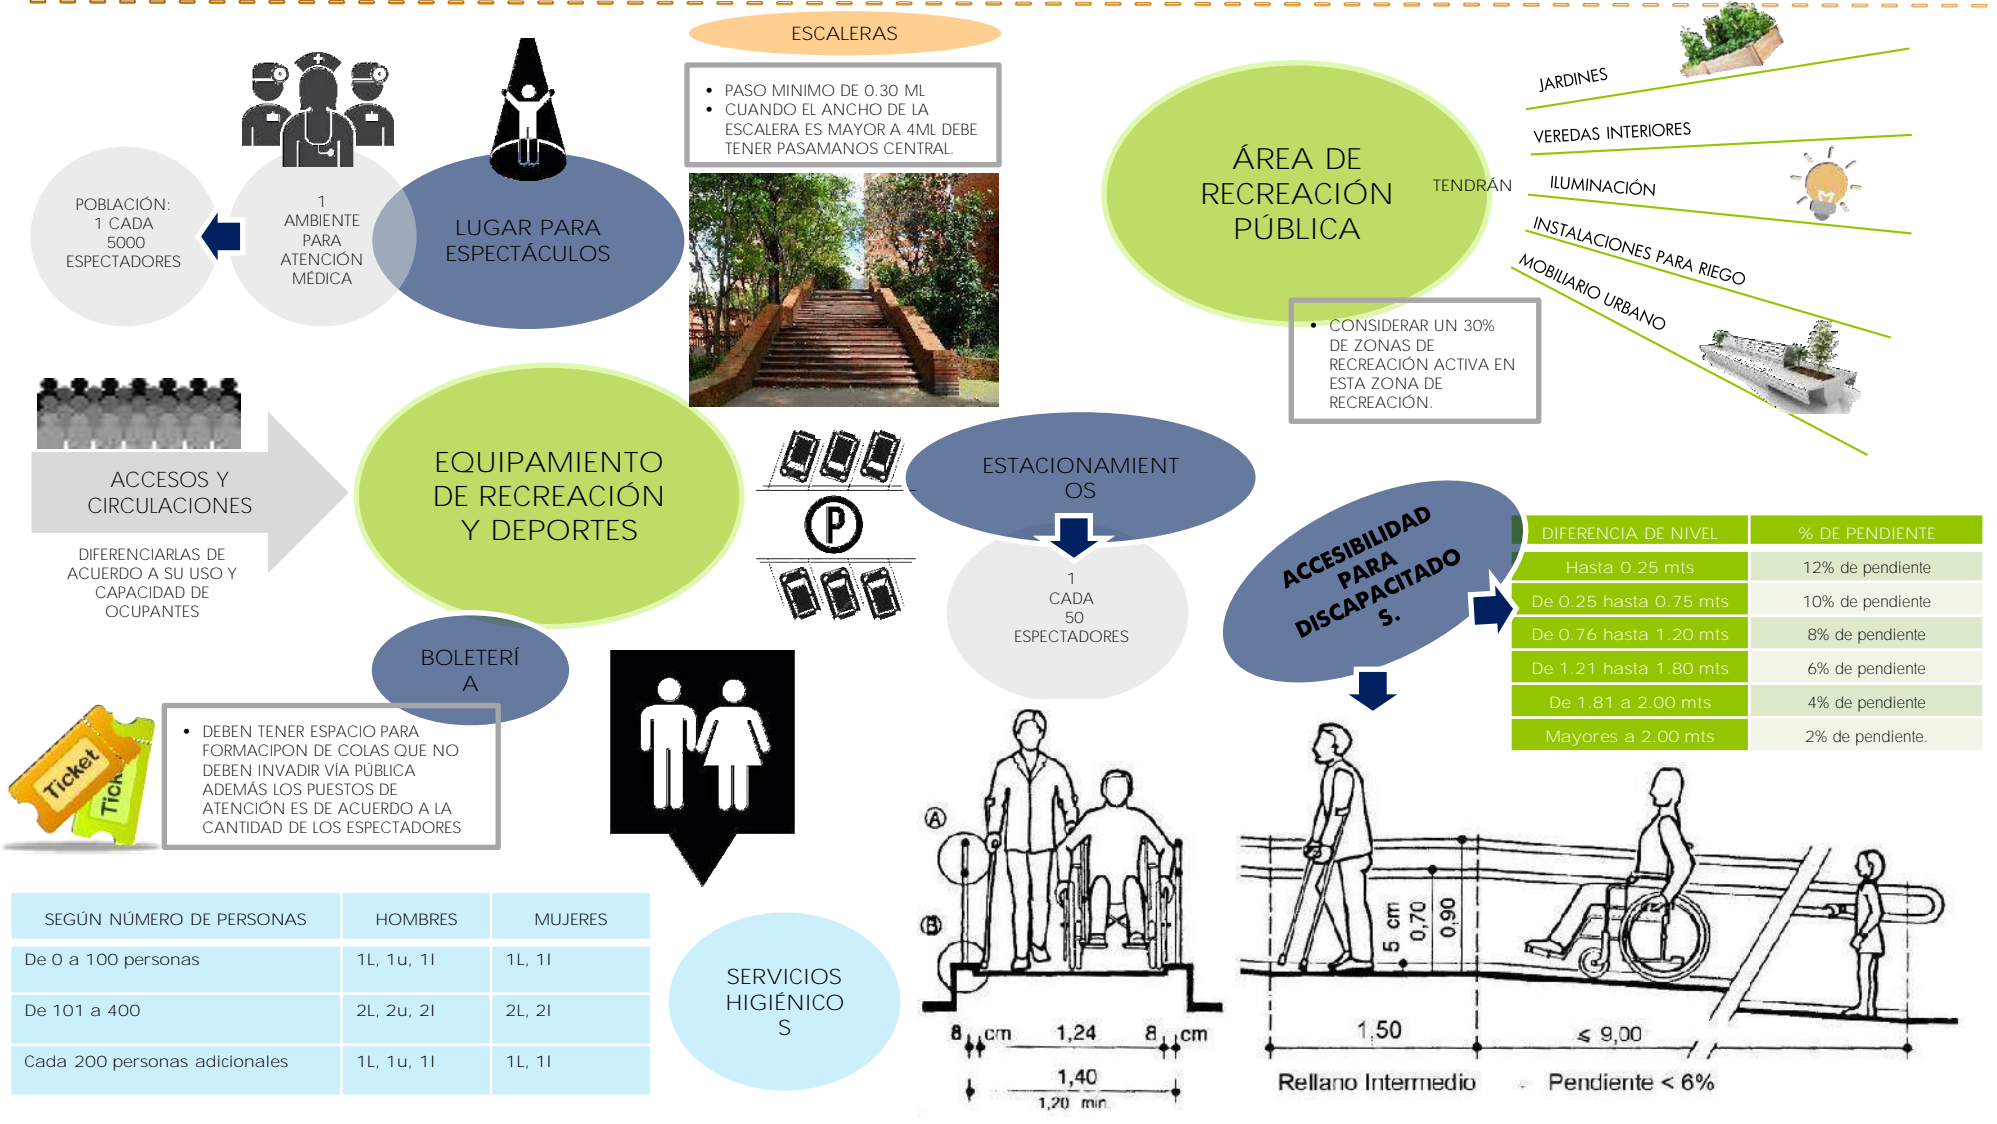 ESCALERAS
• PASO MINIMO DE 0.30 ML
• CUANDO EL ANCHO DE LA
ESCALERA ES MAYOR A 4ML DEBE
TENER PASAMANOS CENTRAL.
POBLACIÓN:
1 CADA
5000
ESPECTADORES
1
AMBIENTE
PARA
ATENCIÓN
MÉDICA
LUGAR PARA
ESPECTÁCULOS
ÁREA DE
RECREACIÓN
PÚBLICA
TENDRÁN
JARDINES
VEREDAS INTERIORES
ILUMINACIÓN
INSTALACIONES PARA RIEGO
MOBILIARIO URBANO
• CONSIDERAR UN 30%
DE ZONAS DE
RECREACIÓN ACTIVA EN
ESTA ZONA DE
RECREACIÓN.
ACCESOS Y
CIRCULACIONES
DIFERENCIARLAS DE
ACUERDO A SU USO Y
CAPACIDAD DE
OCUPANTES
EQUIPAMIENTO
DE RECREACIÓN
Y DEPORTES
P
ESTACIONAMIENT
OS
1
CADA
50
ESPECTADORES
ACCESIBILIDAD
PARA
DISCAPACITADO
S.
DIFERENCIA DE NIVEL % DE PENDIENTE
Hasta 0.25 mts 12% de pendiente
De 0.25 hasta 0.75 mts 10% de pendiente
De 0.76 hasta 1.20 mts 8% de pendiente
De 1.21 hasta 1.80 mts 6% de pendiente
De 1.81 a 2.00 mts 4% de pendiente
Mayores a 2.00 mts 2% de pendiente.
BOLETERÍ
A
Ticket
Tick
• DEBEN TENER ESPACIO PARA
FORMACIPON DE COLAS QUE NO
DEBEN INVADIR VÍA PÚBLICA
ADEMÁS LOS PUESTOS DE
ATENCIÓN ES DE ACUERDO A LA
CANTIDAD DE LOS ESPECTADORES
SEGÚN NÚMERO DE PERSONAS HOMBRES MUJERES
De 0 a 100 personas 1L, 1u, 1I 1L, 1I
De 101 a 400 2L, 2u, 2I 2L, 2I
Cada 200 personas adicionales 1L, 1u, 1I 1L, 1I
SERVICIOS
HIGIÉNICO
S
A
B
8 cm 1,24 8 cm
1,40
1,20 min.
5 cm
0,70
0,90
1,50 ≤ 9,00
Rellano Intermedio - Pendiente < 6%